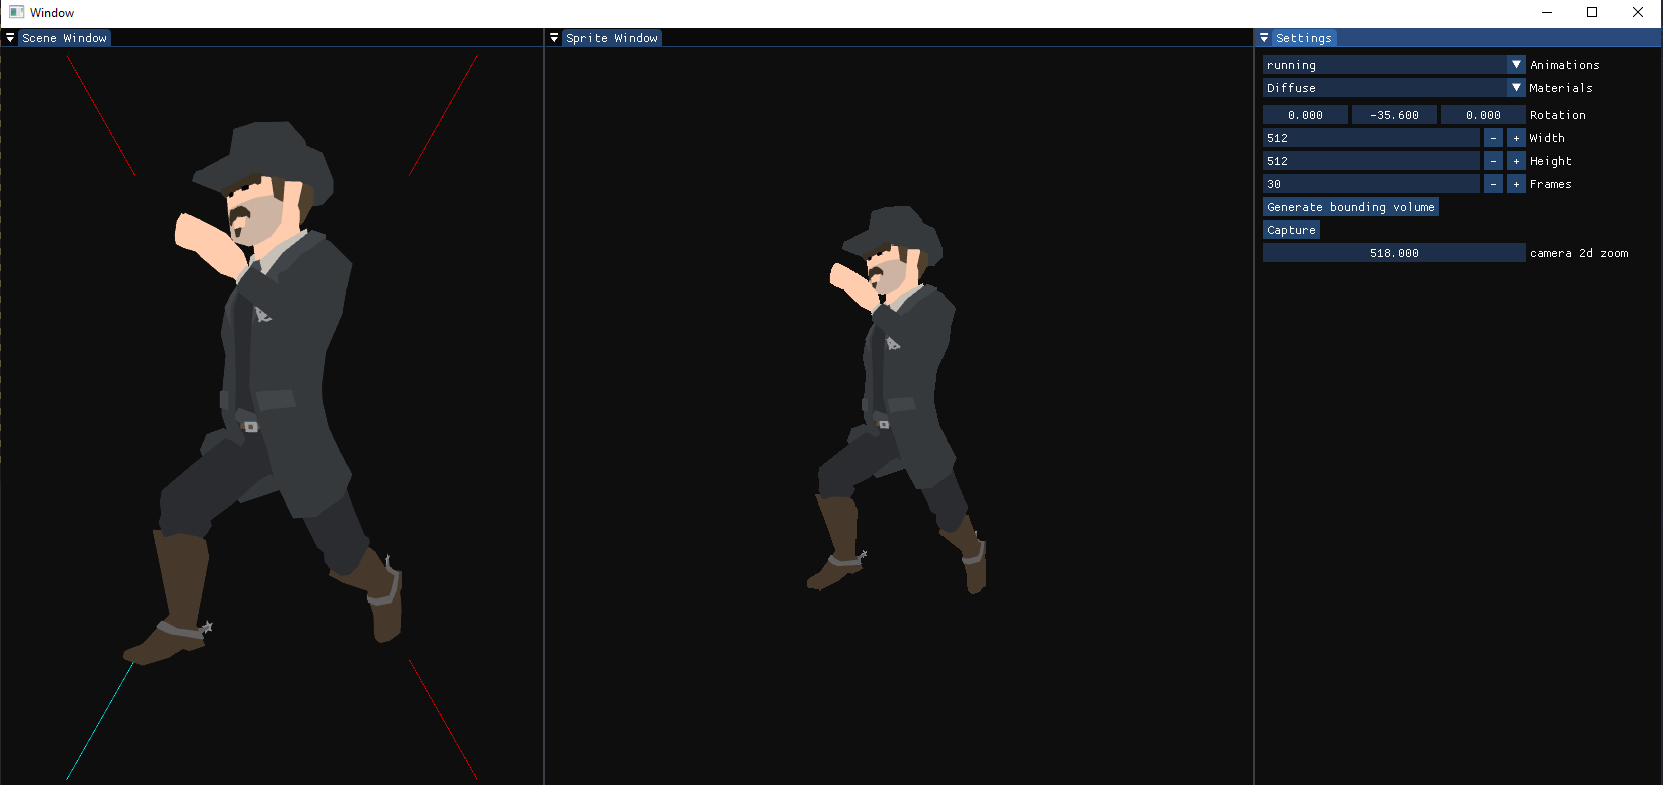 Window
Scene Window
Sprite Window
Settings
running Animations
Diffuse Materials
0.000 -35.600 0.000 Rotation
512 - + Width
512 - + Height
30 - + Frames
Generate bounding volume
Capture
518.000 camera 2d zoom